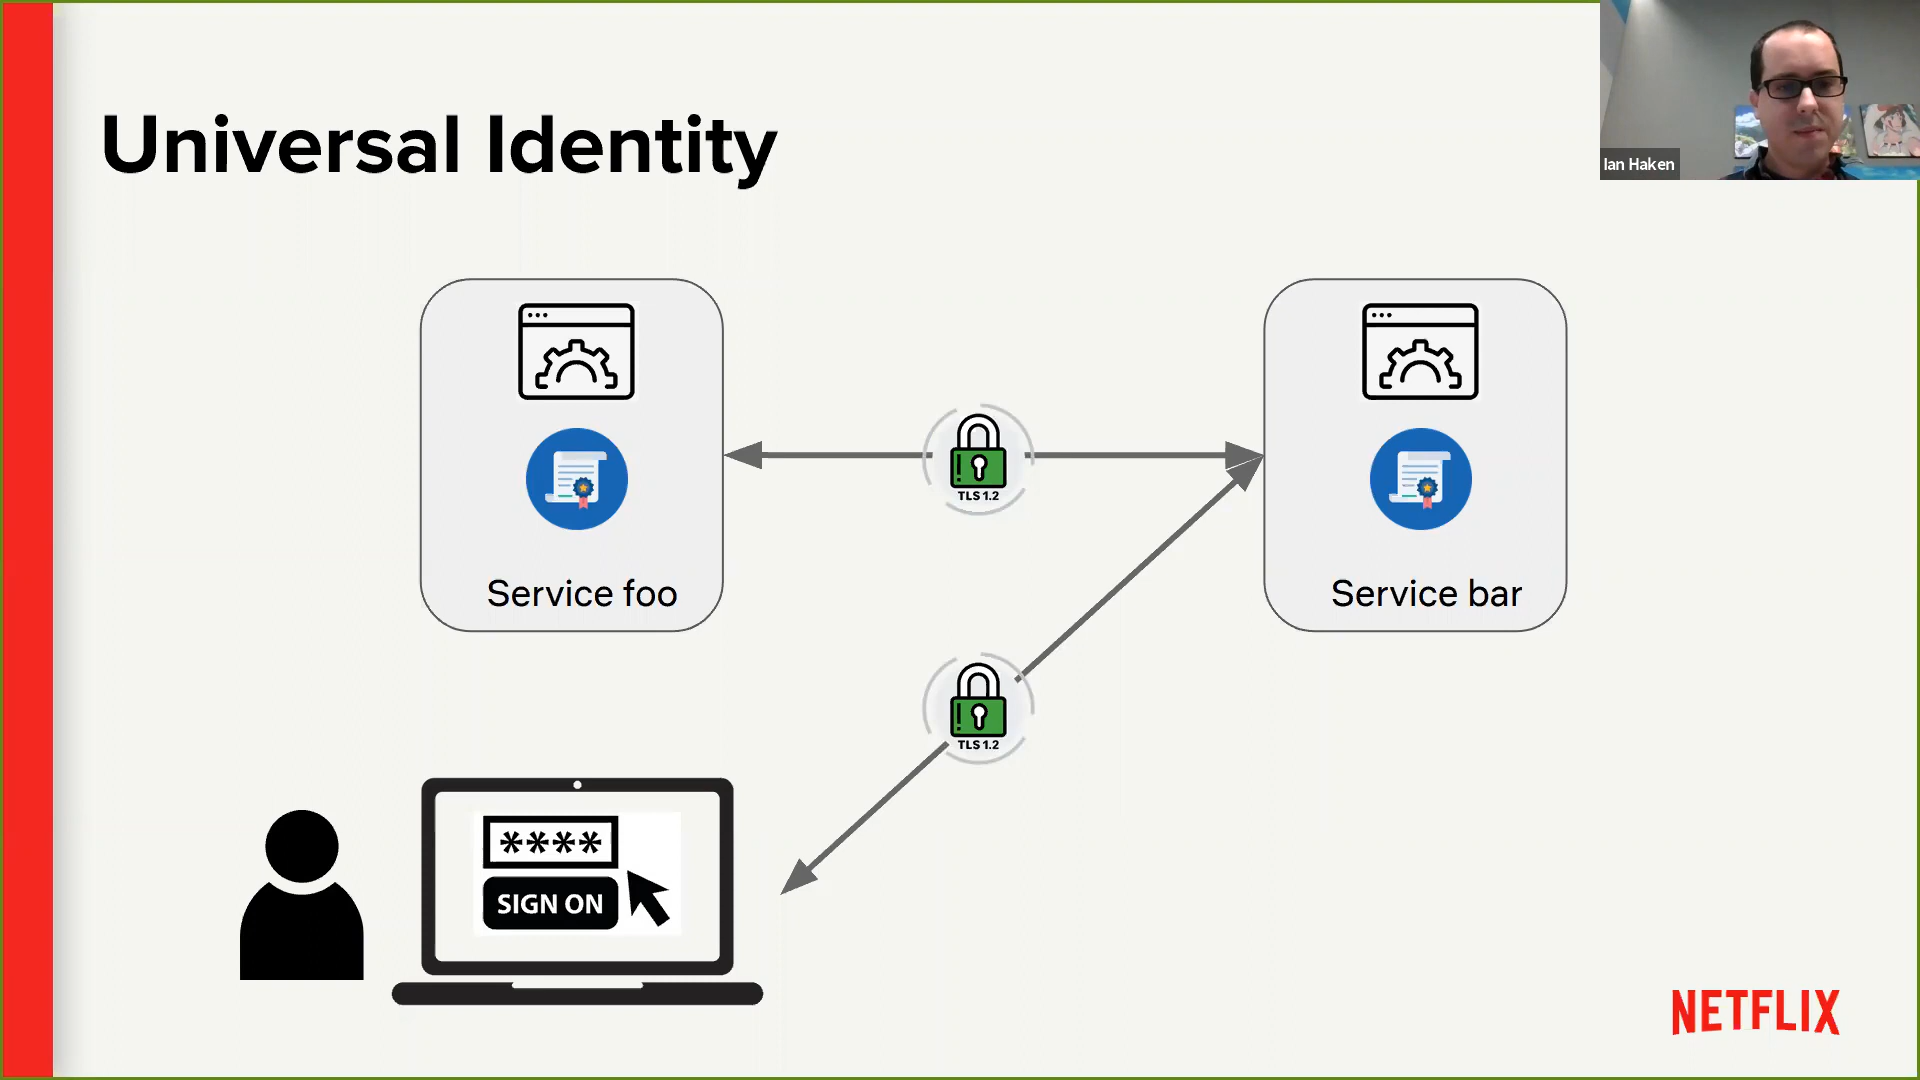 Universal Identity
Ian Haken
Service foo
Service bar
TLS 1.2
TLS 1.2
****
SIGN ON
NETFLIX